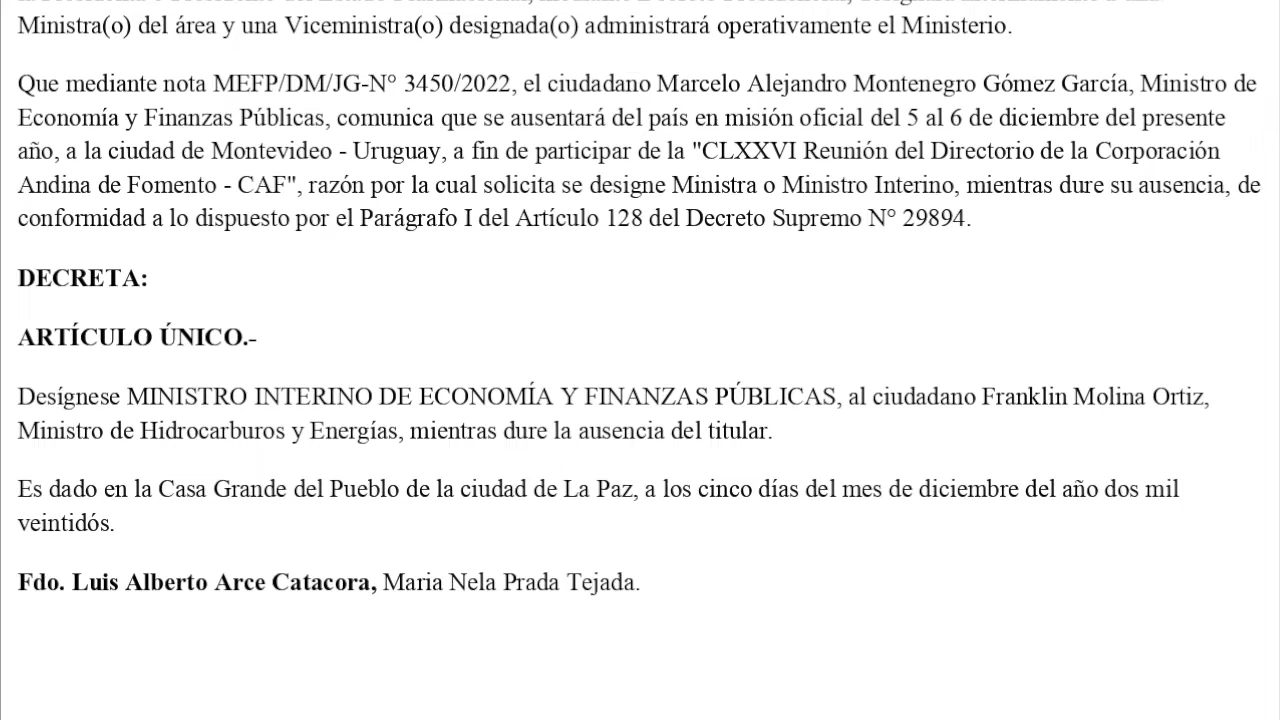 Ministra(o) del área y una Viceministra(o) designada(o) administrará operativamente el Ministerio.
Que mediante nota MEFP/DM/JG-N° 3450/2022, el ciudadano Marcelo Alejandro Montenegro Gómez García, Ministro de
Economía y Finanzas Públicas, comunica que se ausentará del país en misión oficial del 5 al 6 de diciembre del presente
año, a la ciudad de Montevideo - Uruguay, a fin de participar de la "CLXXVI Reunión del Directorio de la Corporación
Andina de Fomento - CAF", razón por la cual solicita se designe Ministra o Ministro Interino, mientras dure su ausencia, de
conformidad a lo dispuesto por el Parágrafo I del Artículo 128 del Decreto Supremo N° 29894.
DECRETA:
ARTÍCULO ÚNICO.-
Desígnese MINISTRO INTERINO DE ECONOMÍA Y FINANZAS PÚBLICAS, al ciudadano Franklin Molina Ortiz,
Ministro de Hidrocarburos y Energías, mientras dure la ausencia del titular.
Es dado en la Casa Grande del Pueblo de la ciudad de La Paz, a los cinco días del mes de diciembre del año dos mil
veintidós.
Fdo. Luis Alberto Arce Catacora, Maria Nela Prada Tejada.